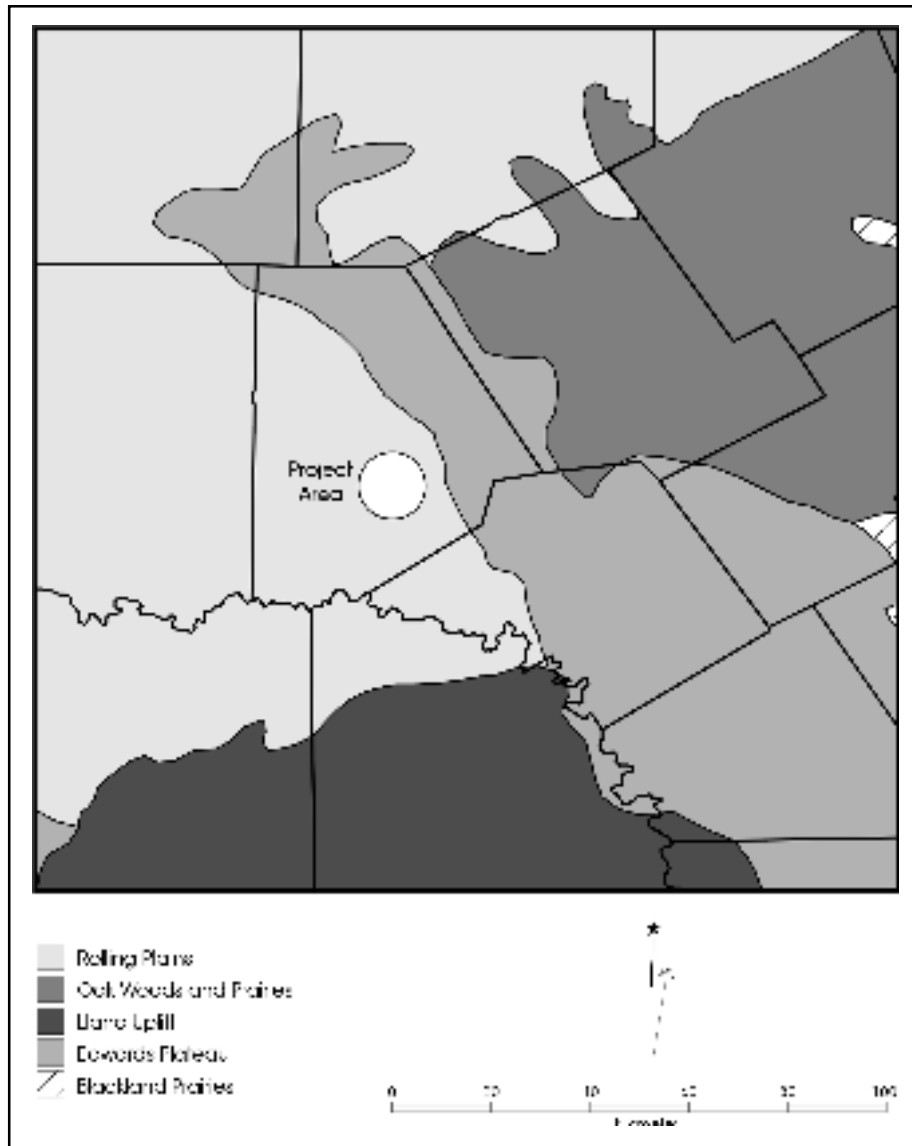 Project
Area
Rolling Plains
Oak Woods and Prairies
Llano Uplift
Edwards Plateau
Blackland Prairies
0 100